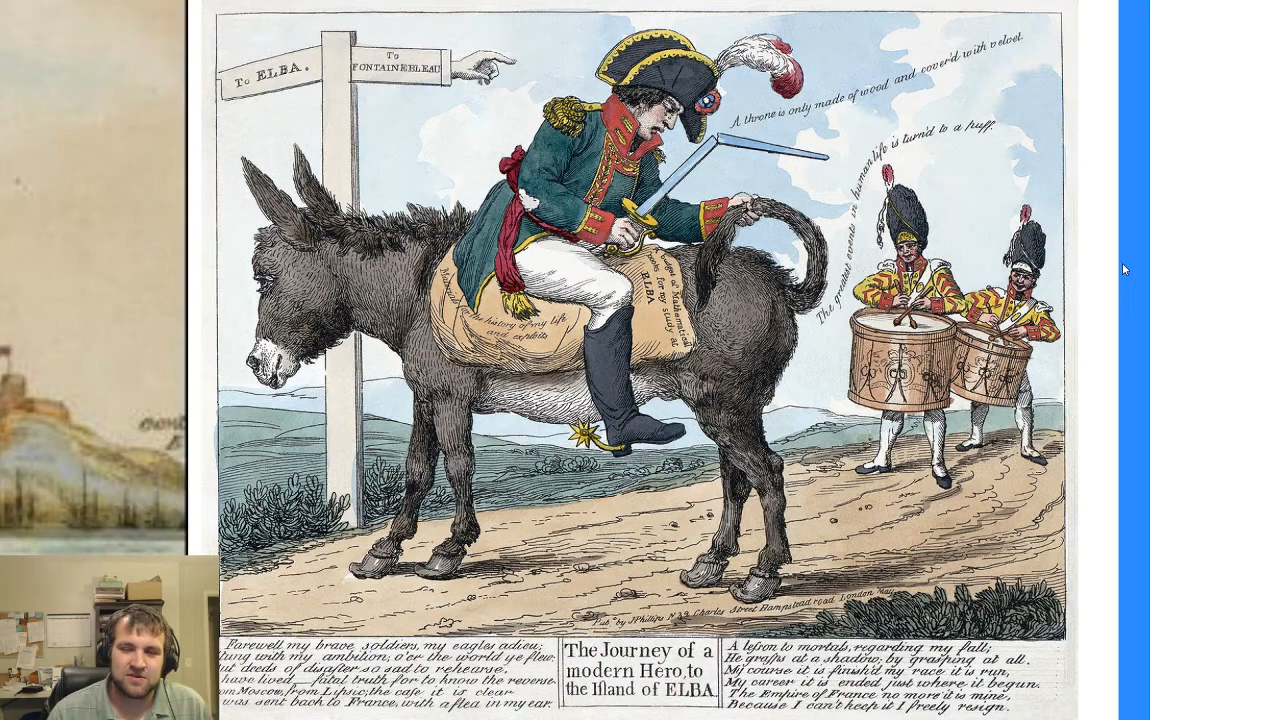 To ELBA.
To
FONTAINEBLEAU
A throne is only made of wood and cover'd with velvet.
The greatest events in human life is turn'd to a puff.
history of my life
and exploits
budget of Mathematical
books for my study at
ELBA
Pub.d by J Phillips N 32 Charles Street Hampstead road London May
Farewell my brave soldiers, my eagles adieu;
with my ambition, o'er the world ye flew:
deeds of disaster so sad to rehearse,
have lived fatal truth for to know the reverse.
Moscow, from Lipsic; the case it is clear
was sent back to France, with a flea in my ear.
The Journey of a
modern Hero, to
the Island of ELBA.
A lesson to mortals, regarding my fall;
He grasps at a shadow, by grasping at all.
My course it is finish'd my race it is run,
My career it is ended just where it begun.
The Empire of France no more it is mine,
Because I can't keep it I freely resign.